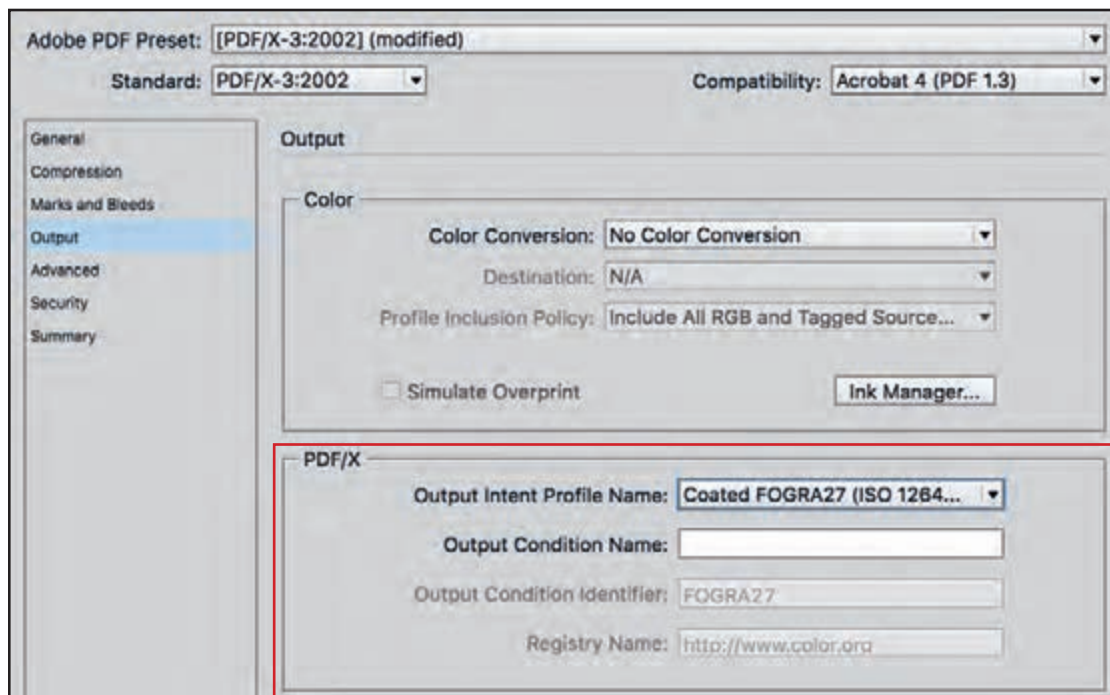 Adobe PDF Preset: [PDF/X-3:2002] (modified)
Standard: PDF/X-3:2002 Compatibility: Acrobat 4 (PDF 1.3)
General
Compression
Marks and Bleeds
Output
Advanced
Security
Summary
Output
Color
Color Conversion: No Color Conversion
Destination: N/A
Profile Inclusion Policy: Include All RGB and Tagged Source...
Simulate Overprint Ink Manager...
PDF/X
Output Intent Profile Name: Coated FOGRA27 (ISO 1264...
Output Condition Name:
Output Condition Identifier: FOGRA27
Registry Name: http://www.color.org